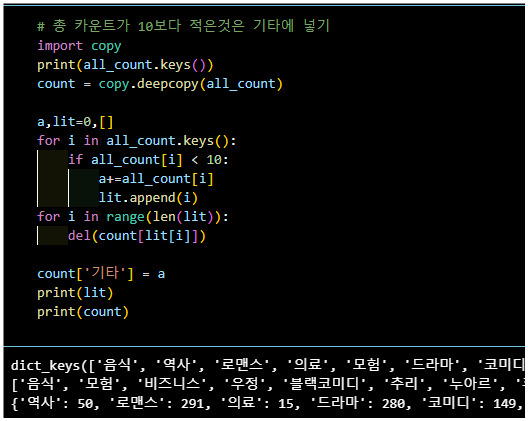 # 총 카운트가 10보다 적은것은 기타에 넣기
import copy
print(all_count.keys())
count = copy.deepcopy(all_count)
a,lit=0,[]
for i in all_count.keys():
if all_count[i] < 10:
a+=all_count[i]
lit.append(i)
for i in range(len(lit)):
del(count[lit[i]])
count['기타'] = a
print(lit)
print(count)
dict_keys(['음식', '역사', '로맨스', '의료', '모험', '드라마', '코미디
['음식', '모험', '비즈니스', '우정', '블랙코미디', '추리', '누아르',
{'역사': 50, '로맨스': 291, '의료': 15, '드라마': 280, '코미디': 149,